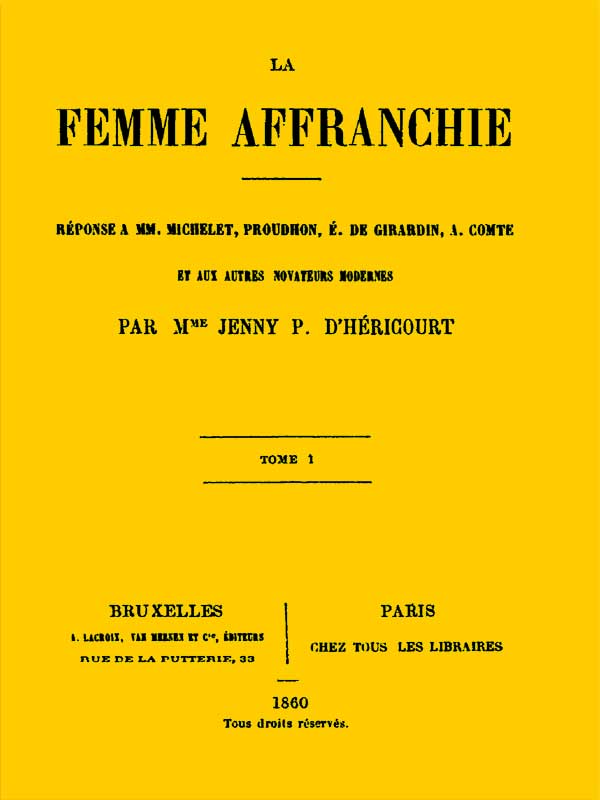 LA
FEMME AFFRANCHIE
RÉPONSE A MM. MICHELET, PROUDHON, É. DE GIRARDIN, A. COMTE
ET AUX AUTRES NOVATEURS MODERNES
PAR MME JENNY P. D'HÉRICOURT
TOME 1
BRUXELLES
A. LACROIX, VAN MEENEN ET Cie, ÉDITEURS
RUE DE LA PUTTERIE, 33
PARIS
CHEZ TOUS LES LIBRAIRES
1860
Tous droits réservés.